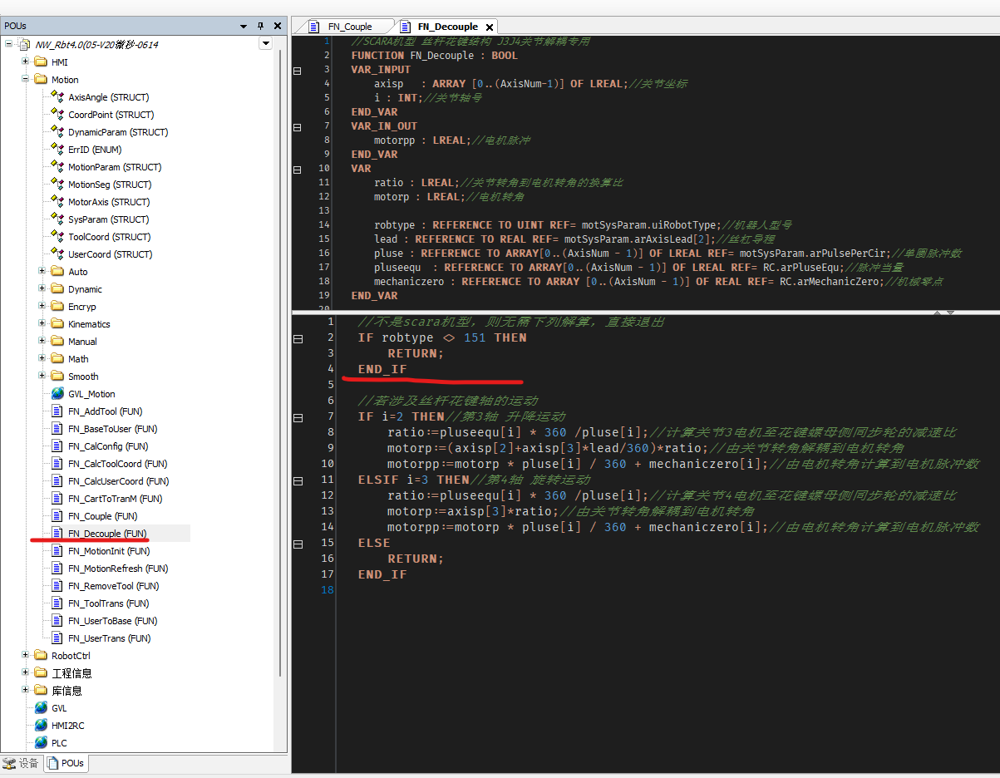 POUs
NW_Rbt4.0(05-V20微秒-0614
HMI
Motion
AxisAngle (STRUCT)
CoordPoint (STRUCT)
DynamicParam (STRUCT)
ErrID (ENUM)
MotionParam (STRUCT)
MotionSeg (STRUCT)
MotorAxis (STRUCT)
SysParam (STRUCT)
ToolCoord (STRUCT)
UserCoord (STRUCT)
Auto
Dynamic
Encryp
Kinematics
Manual
Math
Smooth
GVL_Motion
FN_AddTool (FUN)
FN_BaseToUser (FUN)
FN_CalConfig (FUN)
FN_CalcToolCoord (FUN)
FN_CalcUserCoord (FUN)
FN_CartToTranM (FUN)
FN_Couple (FUN)
FN_Decouple (FUN)
FN_MotionInit (FUN)
FN_MotionRefresh (FUN)
FN_RemoveTool (FUN)
FN_ToolTrans (FUN)
FN_UserToBase (FUN)
FN_UserTrans (FUN)
RobotCtrl
工程信息
库信息
GVL
HMI2RC
PLC
设备
POUs
FN_Couple
FN_Decouple
1 //SCARA机型 丝杆花键结构 J3J4关节解耦专用
2 FUNCTION FN_Decouple : BOOL
3 VAR_INPUT
4 axisp : ARRAY [0..(AxisNum-1)] OF LREAL;//关节坐标
5 i : INT;//关节轴号
6 END_VAR
7 VAR_IN_OUT
8 motorpp : LREAL;//电机脉冲
9 END_VAR
10 VAR
11 ratio : LREAL;//关节转角到电机转角的换算比
12 motorp : LREAL;//电机转角
13
14 robtype : REFERENCE TO UINT REF= motSysParam.uiRobotType;//机器人型号
15 lead : REFERENCE TO REAL REF= motSysParam.arAxisLead[2];//丝杠导程
16 pluse : REFERENCE TO ARRAY[0..(AxisNum - 1)] OF LREAL REF= motSysParam.arPulsePerCir;//单圈脉冲数
17 pluseequ : REFERENCE TO ARRAY[0..(AxisNum - 1)] OF LREAL REF= RC.arPluseEqu;//脉冲当量
18 mechaniczero : REFERENCE TO ARRAY [0..(AxisNum - 1)] OF REAL REF= RC.arMechanicZero;//机械零点
19 END_VAR
20
1 //不是scara机型，则无需下列解算，直接退出
2 IF robtype <> 151 THEN
3 RETURN;
4 END_IF
5
6 //若涉及丝杆花键轴的运动
7 IF i=2 THEN//第3轴 升降运动
8 ratio:=pluseequ[i] * 360 /pluse[i];//计算关节3电机至花键螺母侧同步轮的减速比
9 motorp:=(axisp[2]+axisp[3]*lead/360)*ratio;//由关节转角解耦到电机转角
10 motorpp:=motorp * pluse[i] / 360 + mechaniczero[i];//由电机转角计算到电机脉冲数
11 ELSIF i=3 THEN//第4轴 旋转运动
12 ratio:=pluseequ[i] * 360 /pluse[i];//计算关节4电机至花键螺母侧同步轮的减速比
13 motorp:=axisp[3]*ratio;//由关节转角解耦到电机转角
14 motorpp:=motorp * pluse[i] / 360 + mechaniczero[i];//由电机转角计算到电机脉冲数
15 ELSE
16 RETURN;
17 END_IF
18